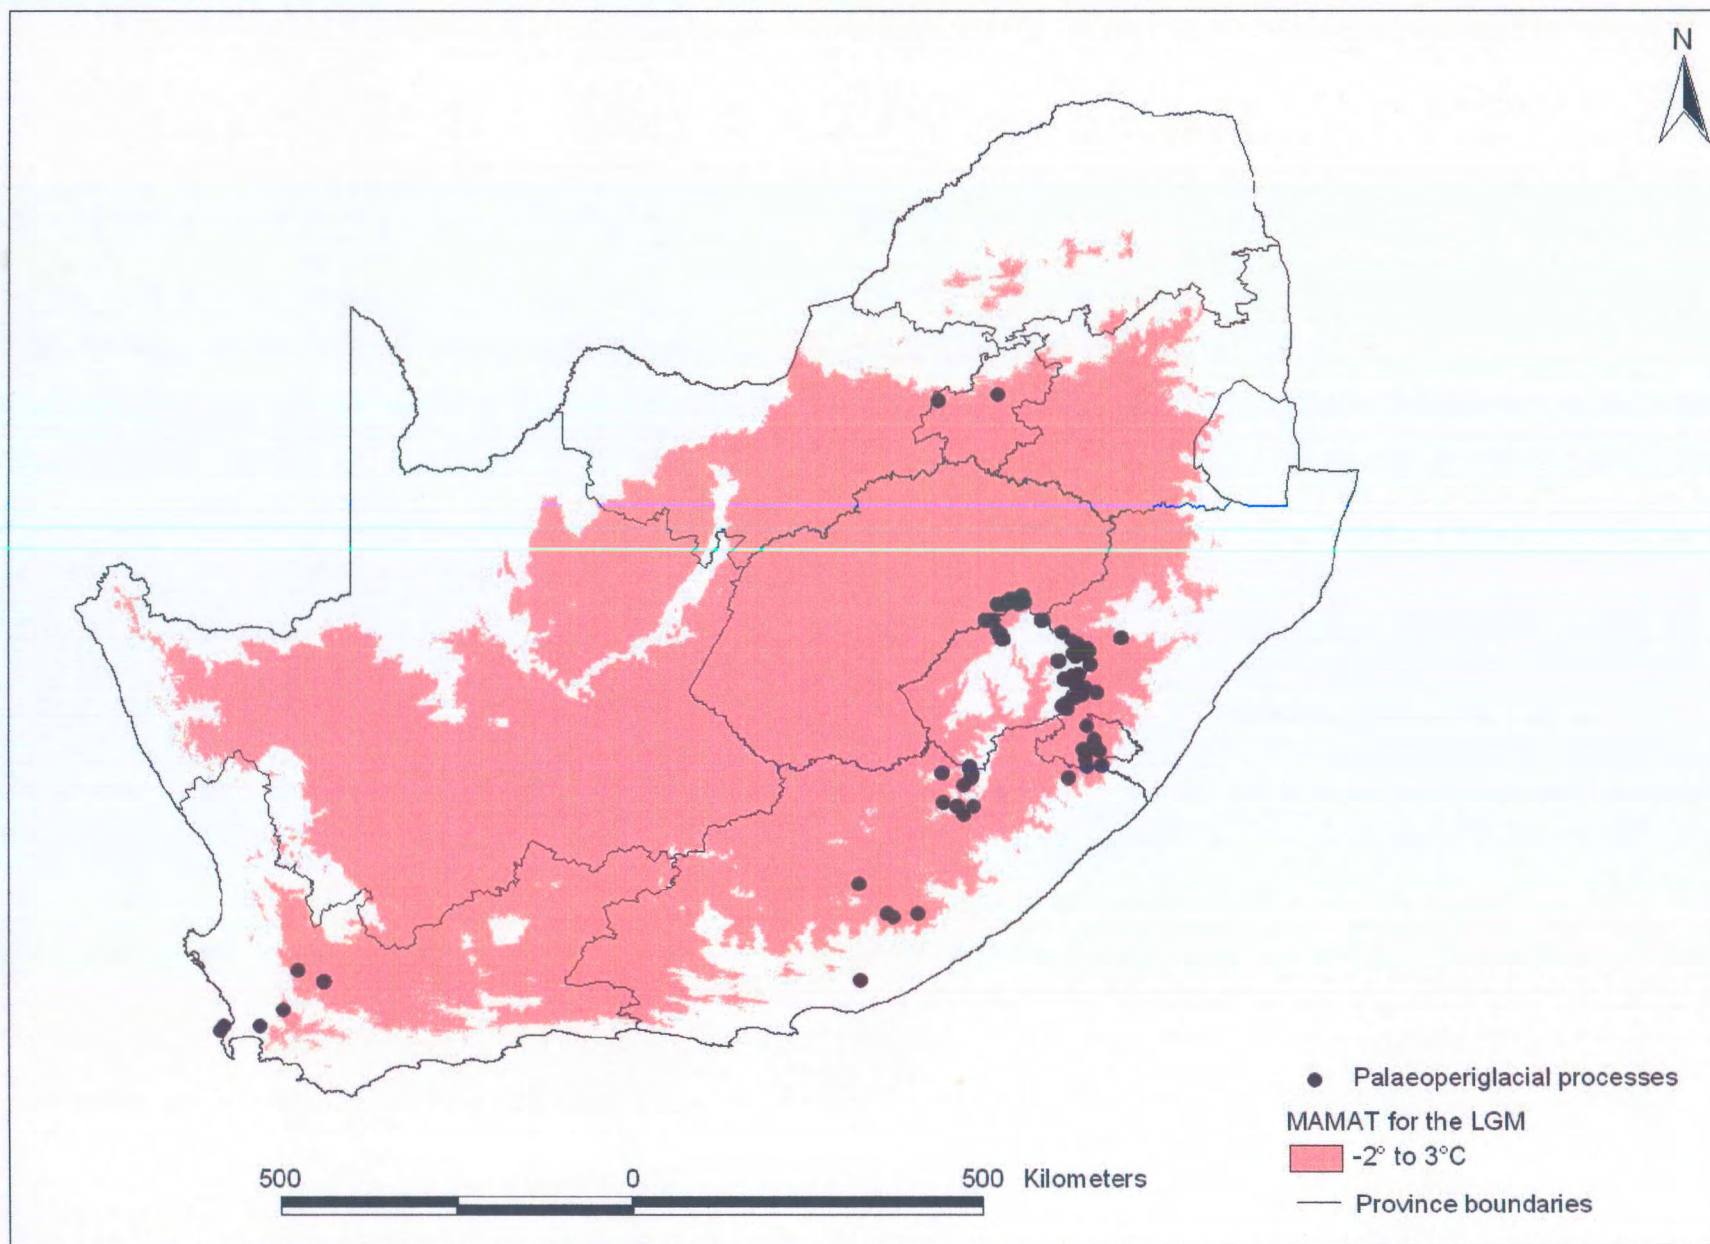 N
Palaeoperiglacial processes
MAMAT for the LGM
-2° to 3°C
Province boundaries
500 0 500 Kilometers